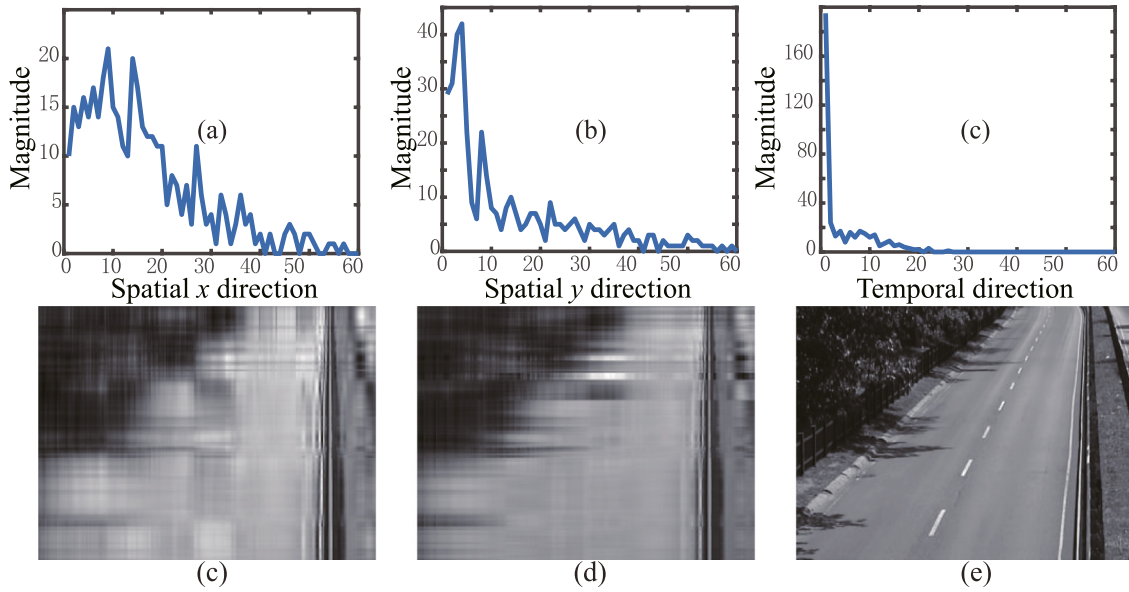 20
15
10
5
0
0 10 20 30 40 50 60
Magnitude
(a)
Spatial x direction
40
30
20
10
0
0 10 20 30 40 50 60
Magnitude
(b)
Spatial y direction
160
120
80
40
0
0 10 20 30 40 50 60
Magnitude
(c)
Temporal direction
(c)
(d)
(e)